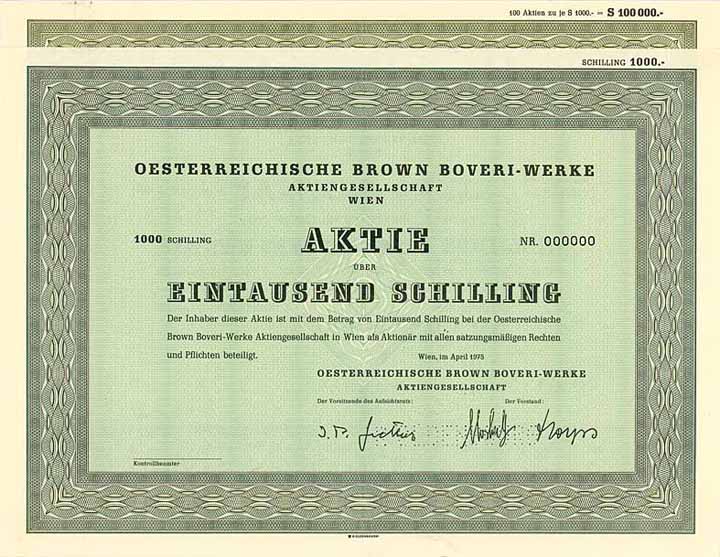 100 Aktien zu je S 1000.- = S 100 000.-
SCHILLING 1000.-
OESTERREICHISCHE BROWN BOVERI-WERKE
AKTIENGESELLSCHAFT
WIEN
1000 SCHILLING AKTIE NR. 000000
ÜBER
EINTAUSEND SCHILLING
Der Inhaber dieser Aktie ist mit dem Betrag von Eintausend Schilling bei der Oesterreichische
Brown Boveri-Werke Aktiengesellschaft in Wien als Aktionär mit allen satzungsmäßigen Rechten
und Pflichten beteiligt.
Wien, im April 1975
OESTERREICHISCHE BROWN BOVERI-WERKE
AKTIENGESELLSCHAFT
Der Vorsitzende des Aufsichtsrats: Der Vorstand:
Kontrollbeamter